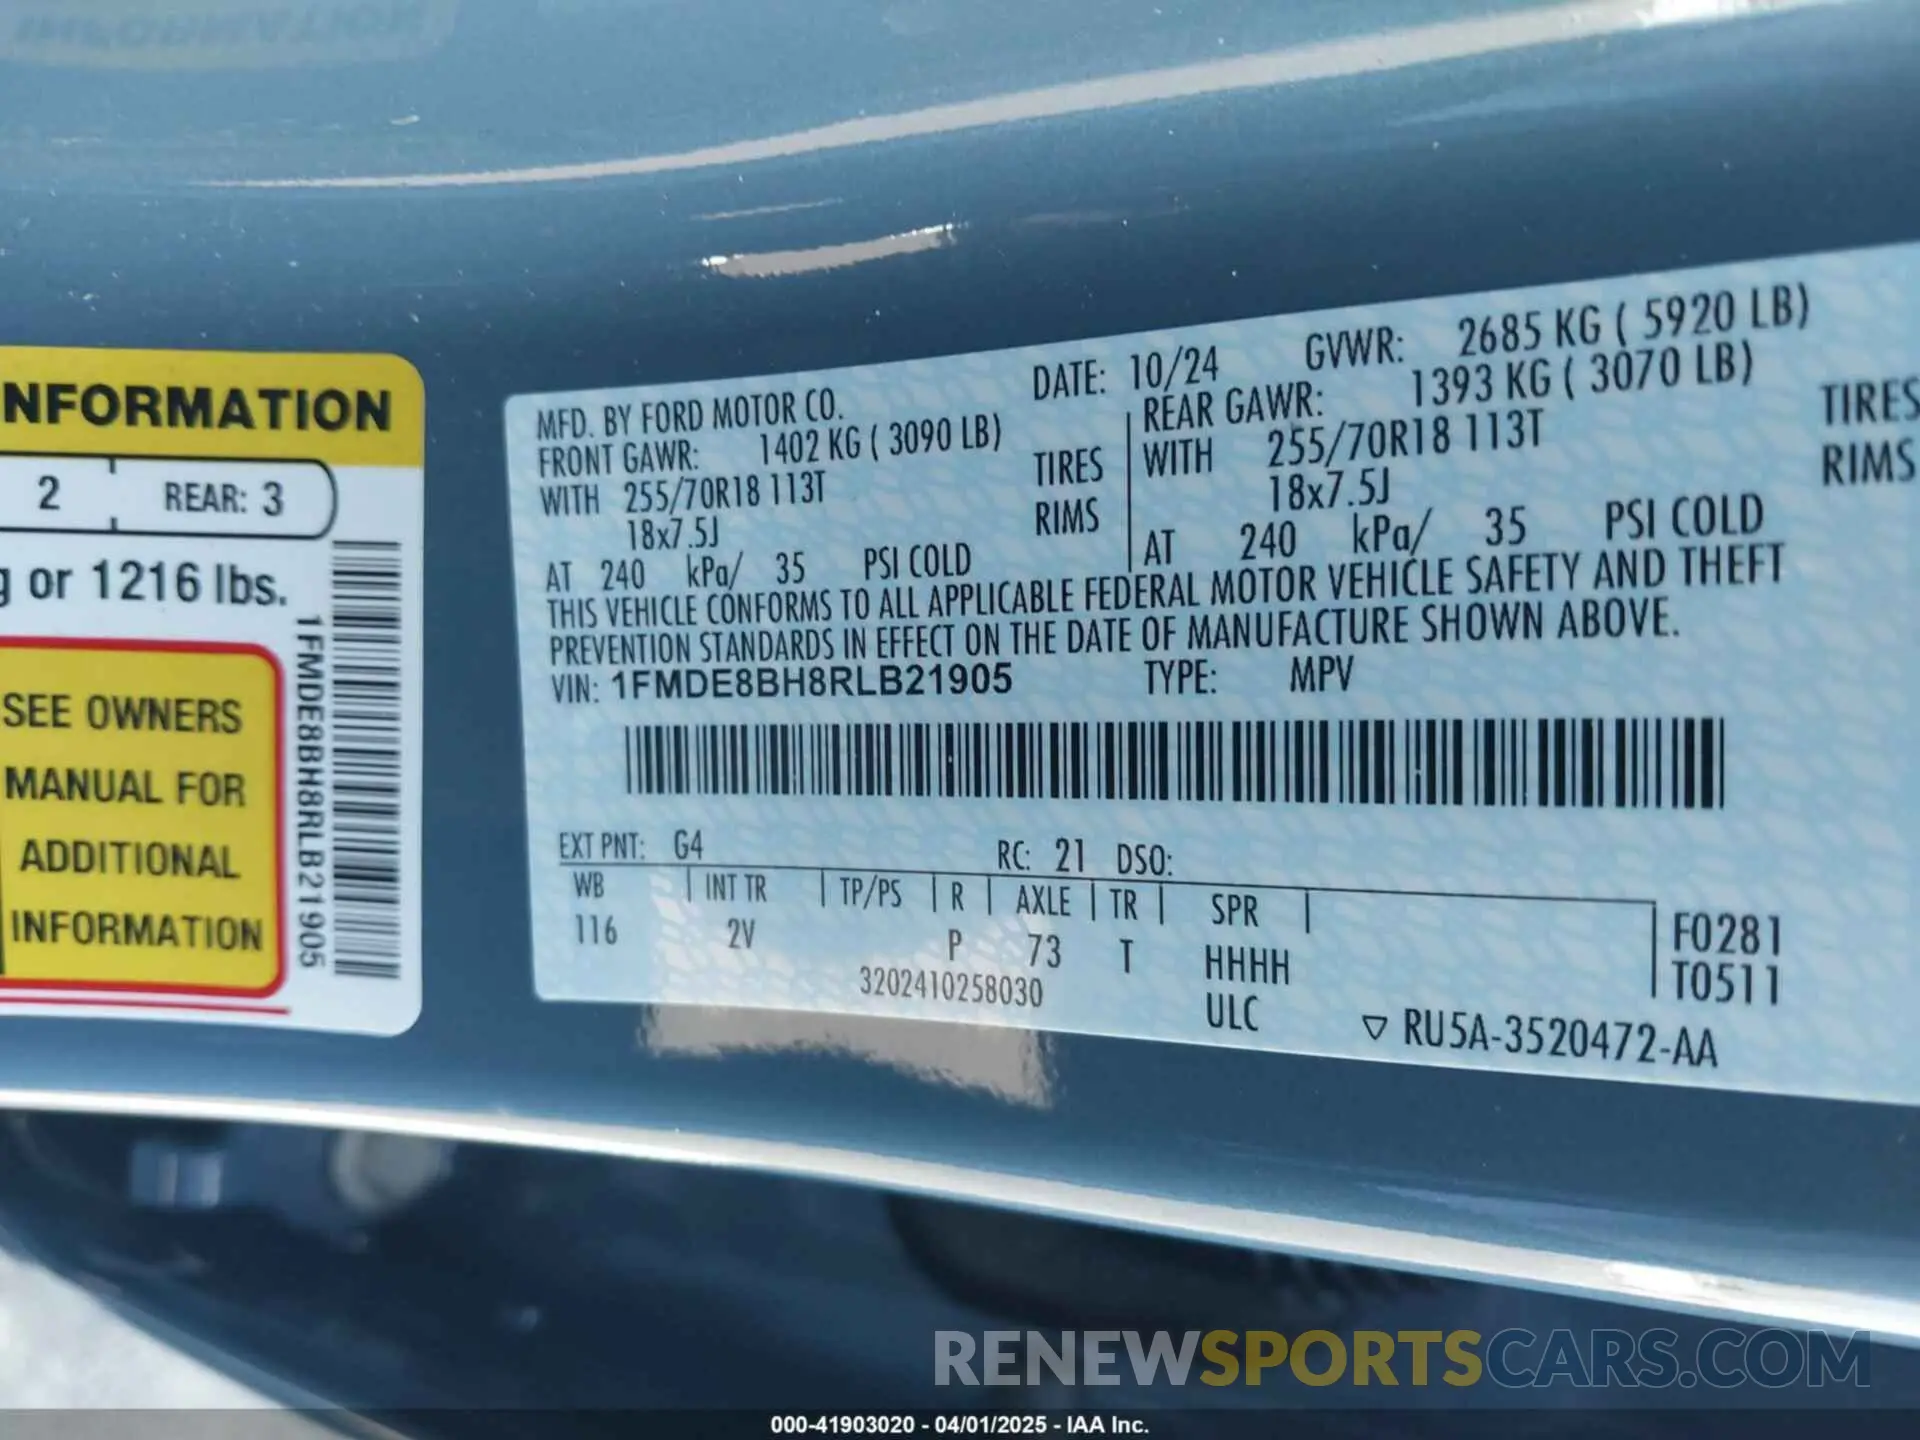 INFORMATION
NFORMATION
2 REAR: 3
g or 1216 lbs.
SEE OWNERS
MANUAL FOR
ADDITIONAL
INFORMATION
1FMDE8BH8RLB21905
MFD. BY FORD MOTOR CO. DATE: 10/24 GVWR: 2685 KG ( 5920 LB)
FRONT GAWR: 1402 KG ( 3090 LB) REAR GAWR: 1393 KG ( 3070 LB)
WITH 255/70R18 113T TIRES WITH 255/70R18 113T TIRES
18x7.5J RIMS 18x7.5J RIMS
AT 240 kPa/ 35 PSI COLD AT 240 kPa/ 35 PSI COLD
THIS VEHICLE CONFORMS TO ALL APPLICABLE FEDERAL MOTOR VEHICLE SAFETY AND THEFT
PREVENTION STANDARDS IN EFFECT ON THE DATE OF MANUFACTURE SHOWN ABOVE.
VIN: 1FMDE8BH8RLB21905 TYPE: MPV
EXT PNT: G4 RC: 21 DSO:
WB INT TR TP/PS R AXLE TR SPR F0281
116 2V P 73 T HHHH T0511
3202410258030 ULC ▽ RU5A-3520472-AA
RENEWSPORTSCARS.COM
000-41903020 - 04/01/2025 - IAA Inc.